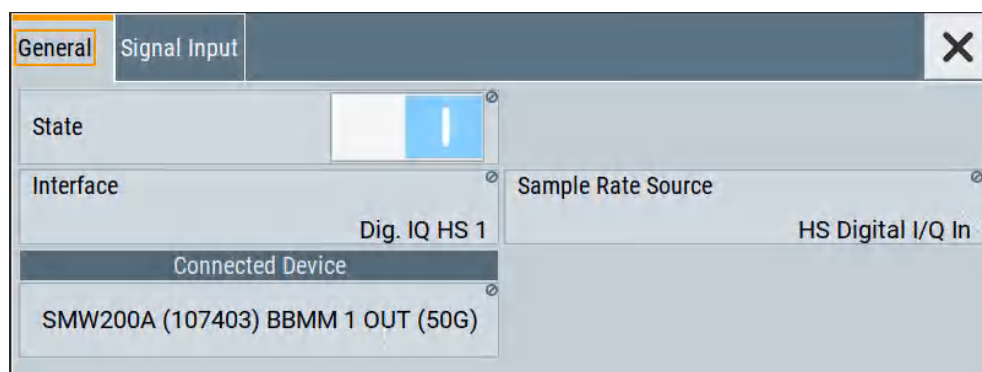 General
Signal Input
State
Interface
Dig. IQ HS 1
Sample Rate Source
HS Digital I/Q In
Connected Device
SMW200A (107403) BBMM 1 OUT (50G)